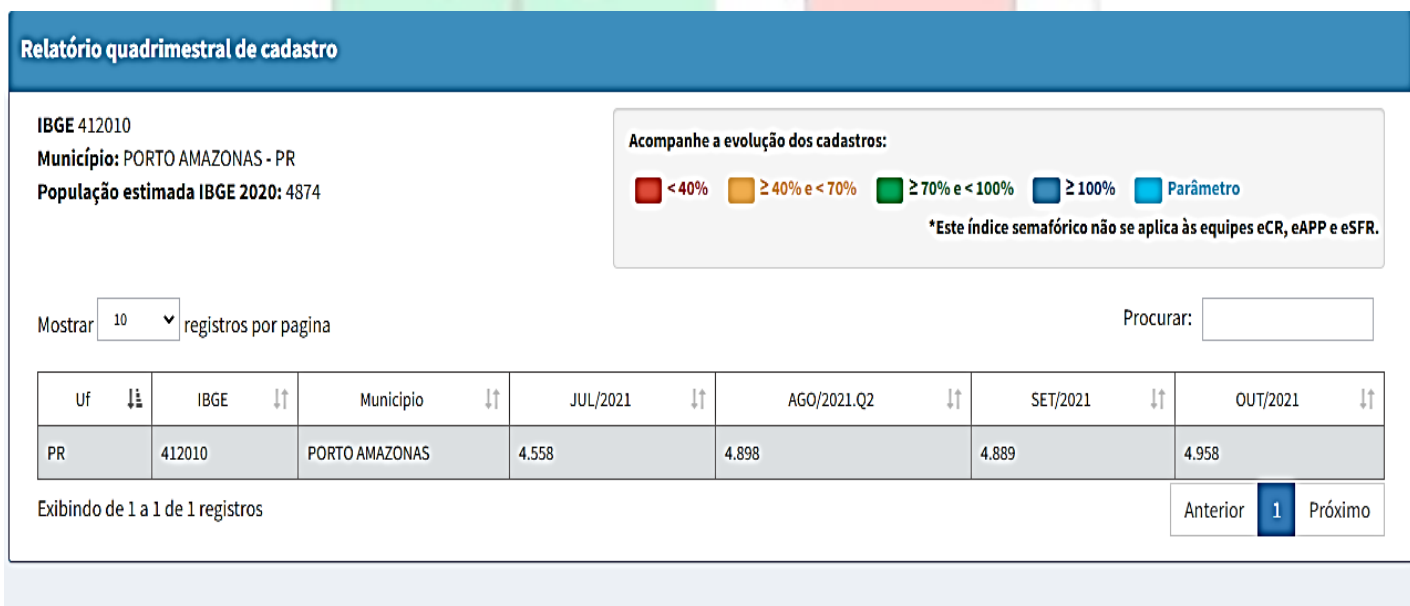 Relatório quadrimestral de cadastro
IBGE 412010
Município: PORTO AMAZONAS - PR
População estimada IBGE 2020: 4874
Acompanhe a evolução dos cadastros:
< 40% ≥ 40% e < 70% ≥ 70% e < 100% ≥ 100% Parâmetro
*Este índice semafórico não se aplica às equipes eCR, eAPP e eSFR.
Mostrar 10 registros por pagina Procurar:
Uf IBGE Municipio JUL/2021 AGO/2021.Q2 SET/2021 OUT/2021
PR 412010 PORTO AMAZONAS 4.558 4.898 4.889 4.958
Exibindo de 1 a 1 de 1 registros Anterior 1 Próximo